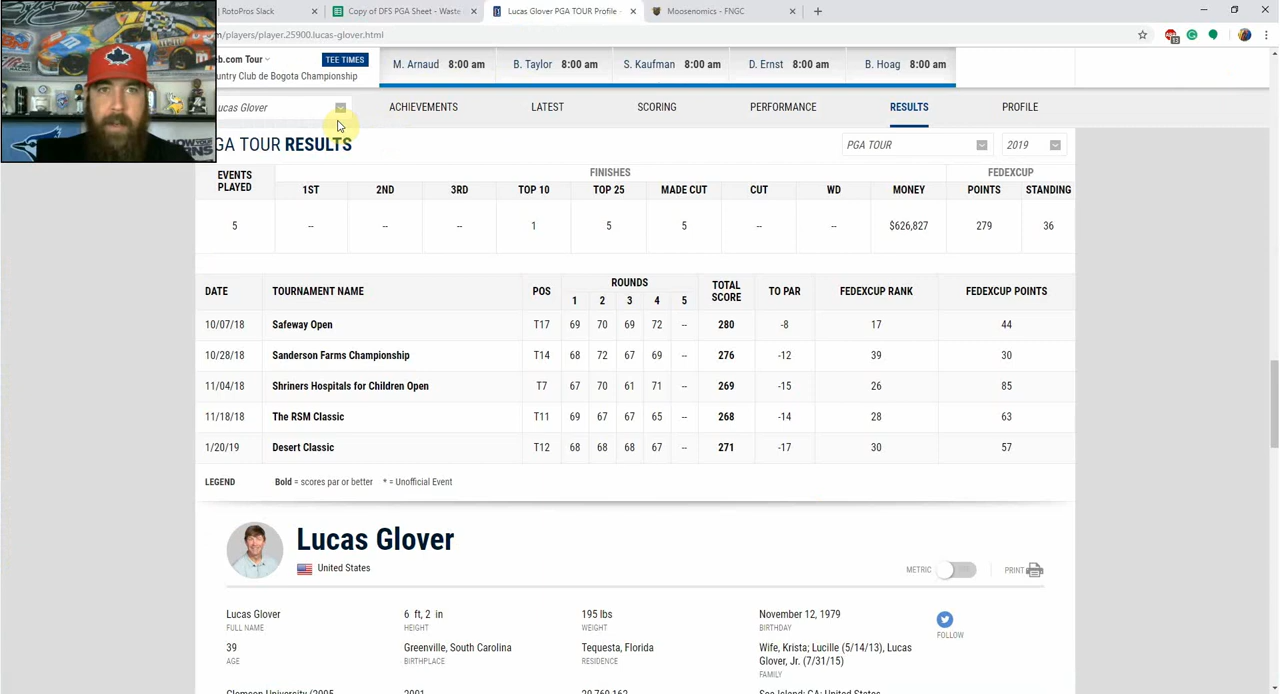 RotoPros Slack
Copy of DFS PGA Sheet - Waste
Lucas Glover PGA TOUR Profile -
Moosenomics - FNGC
m/players/player.25900.lucas-glover.html
b.com Tour
TEE TIMES
untry Club de Bogota Championship
M. Arnaud 8:00 am
B. Taylor 8:00 am
S. Kaufman 8:00 am
D. Ernst 8:00 am
B. Hoag 8:00 am
ucas Glover
ACHIEVEMENTS
LATEST
SCORING
PERFORMANCE
RESULTS
PROFILE
GA TOUR RESULTS
PGA TOUR
2019
EVENTS PLAYED
FINISHES
FEDEXCUP
1ST 2ND 3RD TOP 10 TOP 25 MADE CUT CUT WD MONEY POINTS STANDING
5 -- -- -- 1 5 5 -- -- $626,827 279 36
DATE TOURNAMENT NAME POS ROUNDS 1 2 3 4 5 TOTAL SCORE TO PAR FEDEXCUP RANK FEDEXCUP POINTS
10/07/18 Safeway Open T17 69 70 69 72 -- 280 -8 17 44
10/28/18 Sanderson Farms Championship T14 68 72 67 69 -- 276 -12 39 30
11/04/18 Shriners Hospitals for Children Open T7 67 70 61 71 -- 269 -15 26 85
11/18/18 The RSM Classic T11 69 67 67 65 -- 268 -14 28 63
1/20/19 Desert Classic T12 68 68 68 67 -- 271 -17 30 57
LEGEND Bold = scores par or better * = Unofficial Event
Lucas Glover
United States
METRIC
PRINT
Lucas Glover 6 ft, 2 in 195 lbs November 12, 1979
FULL NAME HEIGHT WEIGHT BIRTHDAY
FOLLOW
39 Greenville, South Carolina Tequesta, Florida Wife, Krista; Lucille (5/14/13), Lucas
Glover, Jr. (7/31/15)
AGE BIRTHPLACE RESIDENCE
FAMILY
Clemson University (2005, 2001 20,760,162 Sea Island; GA; United States